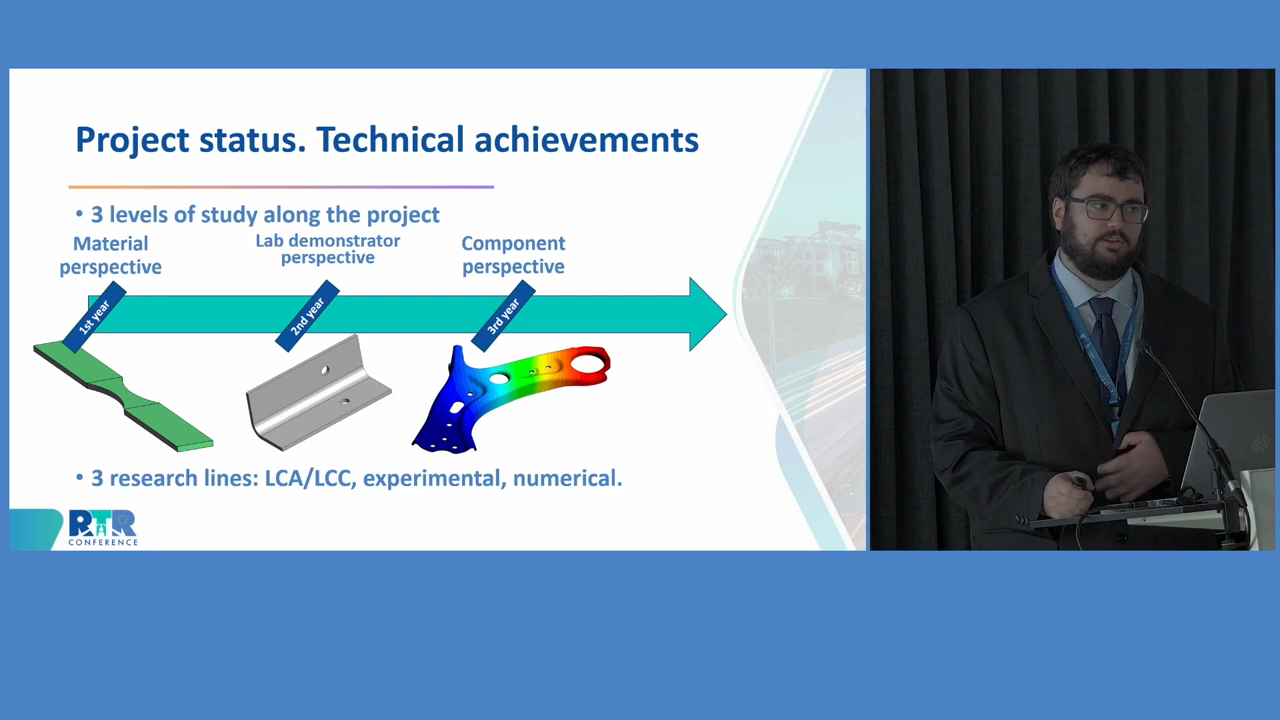 Project status. Technical achievements
• 3 levels of study along the project
Material
perspective
Lab demonstrator
perspective
Component
perspective
1st year
2nd year
3rd year
• 3 research lines: LCA/LCC, experimental, numerical.
RTR
CONFERENCE
hp